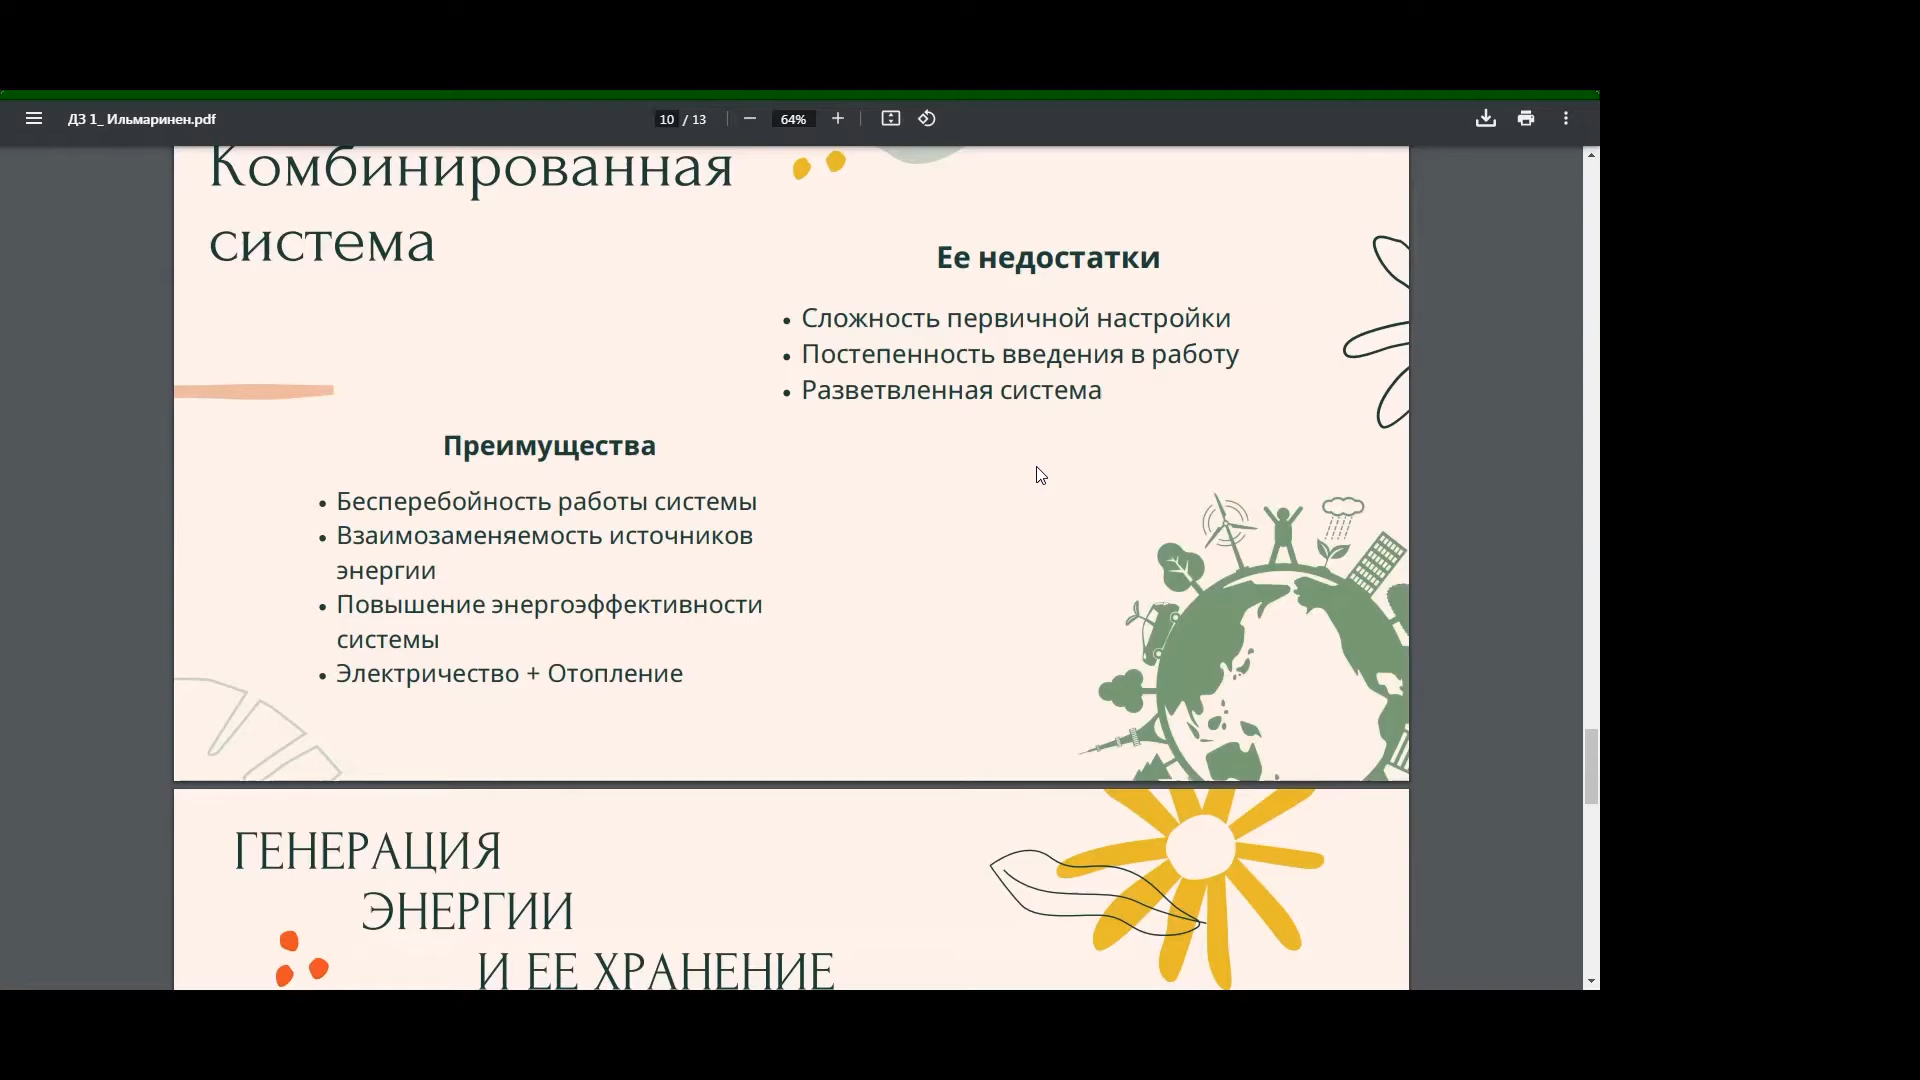 ДЗ 1_ Ильмаринен.pdf
10 / 13
64%
Комбинированная
система
Ее недостатки
• Сложность первичной настройки
• Постепенность введения в работу
• Разветвленная система
Преимущества
• Бесперебойность работы системы
• Взаимозаменяемость источников
энергии
• Повышение энергоэффективности
системы
• Электричество + Отопление
ГЕНЕРАЦИЯ
ЭНЕРГИИ
И ЕЕ ХРАНЕНИЕ